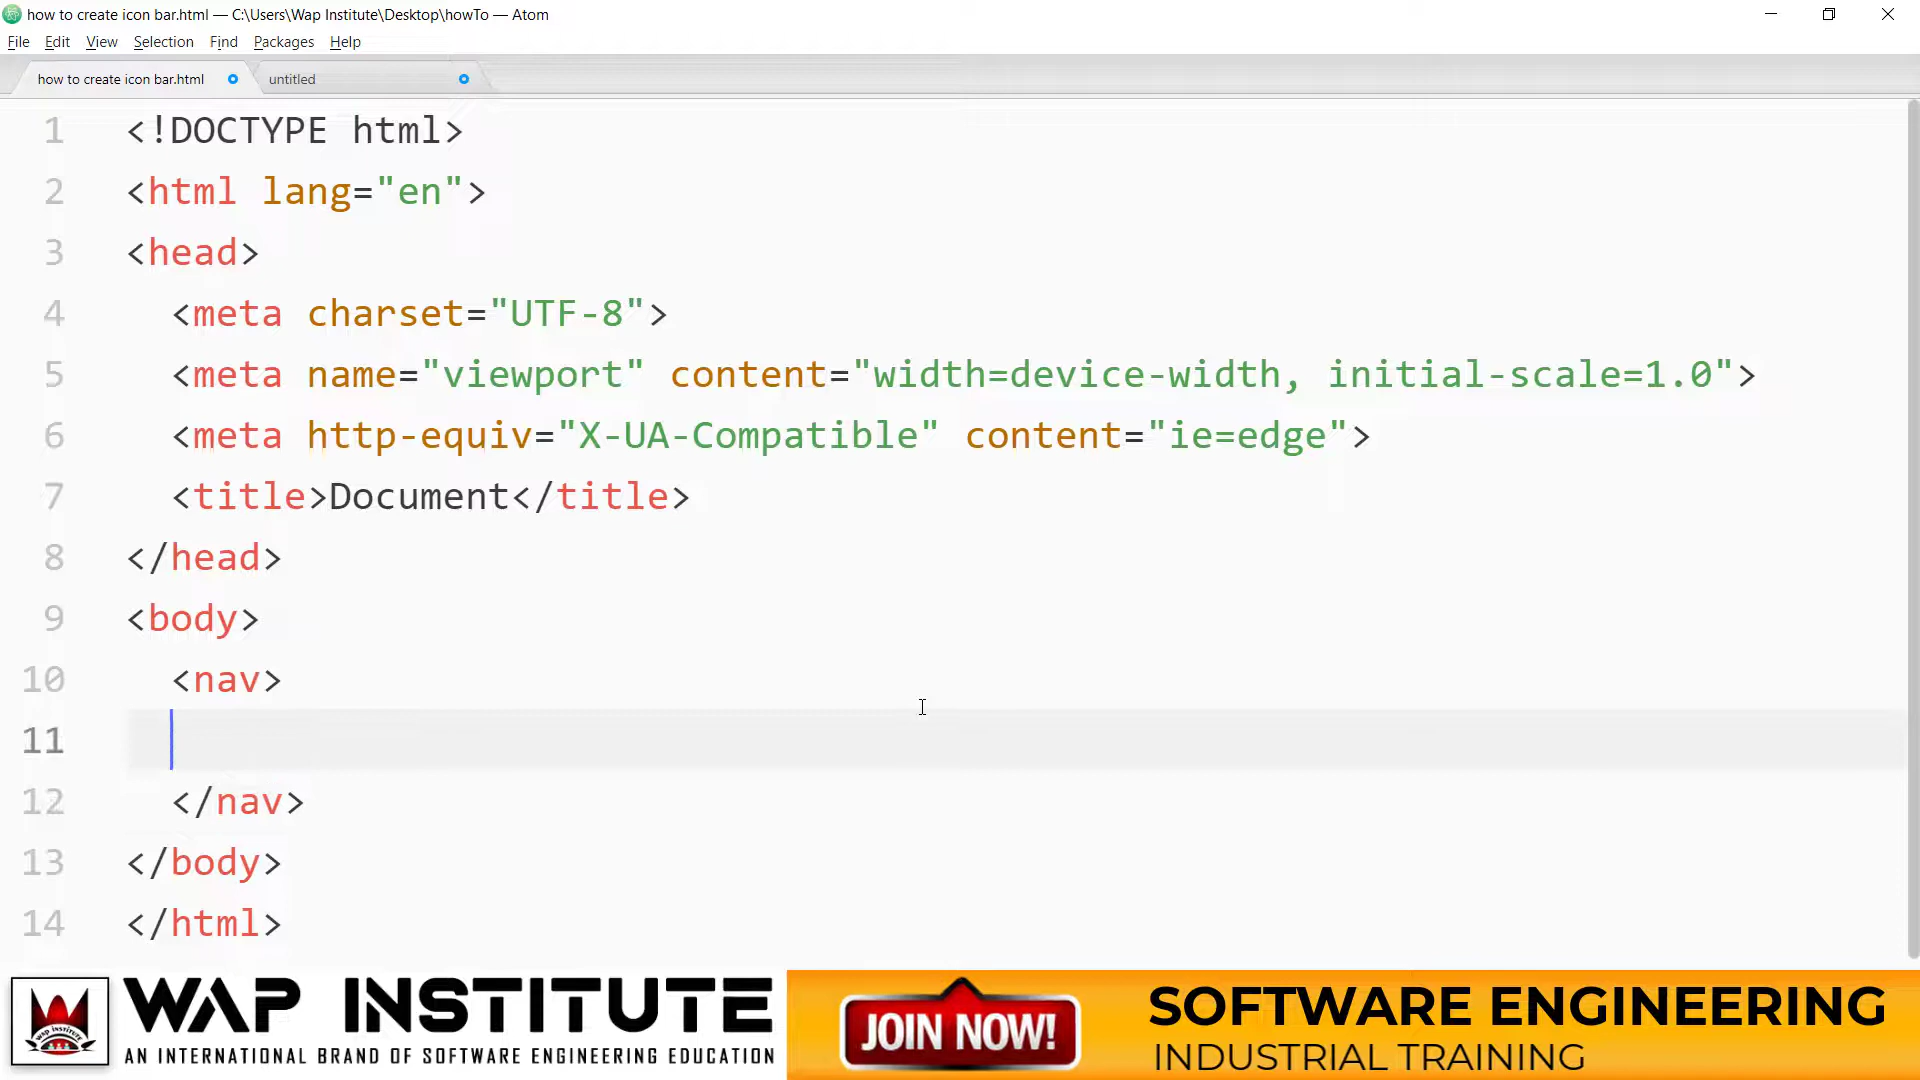 how to create icon bar.html — C:\Users\Wap Institute\Desktop\howTo — Atom
File Edit View Selection Find Packages Help
how to create icon bar.html untitled
1 <!DOCTYPE html>
2 <html lang="en">
3 <head>
4 <meta charset="UTF-8">
5 <meta name="viewport" content="width=device-width, initial-scale=1.0">
6 <meta http-equiv="X-UA-Compatible" content="ie=edge">
7 <title>Document</title>
8 </head>
9 <body>
10 <nav>
11
12 </nav>
13 </body>
14 </html>
WAP INSTITUTE
AN INTERNATIONAL BRAND OF SOFTWARE ENGINEERING EDUCATION
WAP INSTITUTE
JOIN NOW!
SOFTWARE ENGINEERING
INDUSTRIAL TRAINING